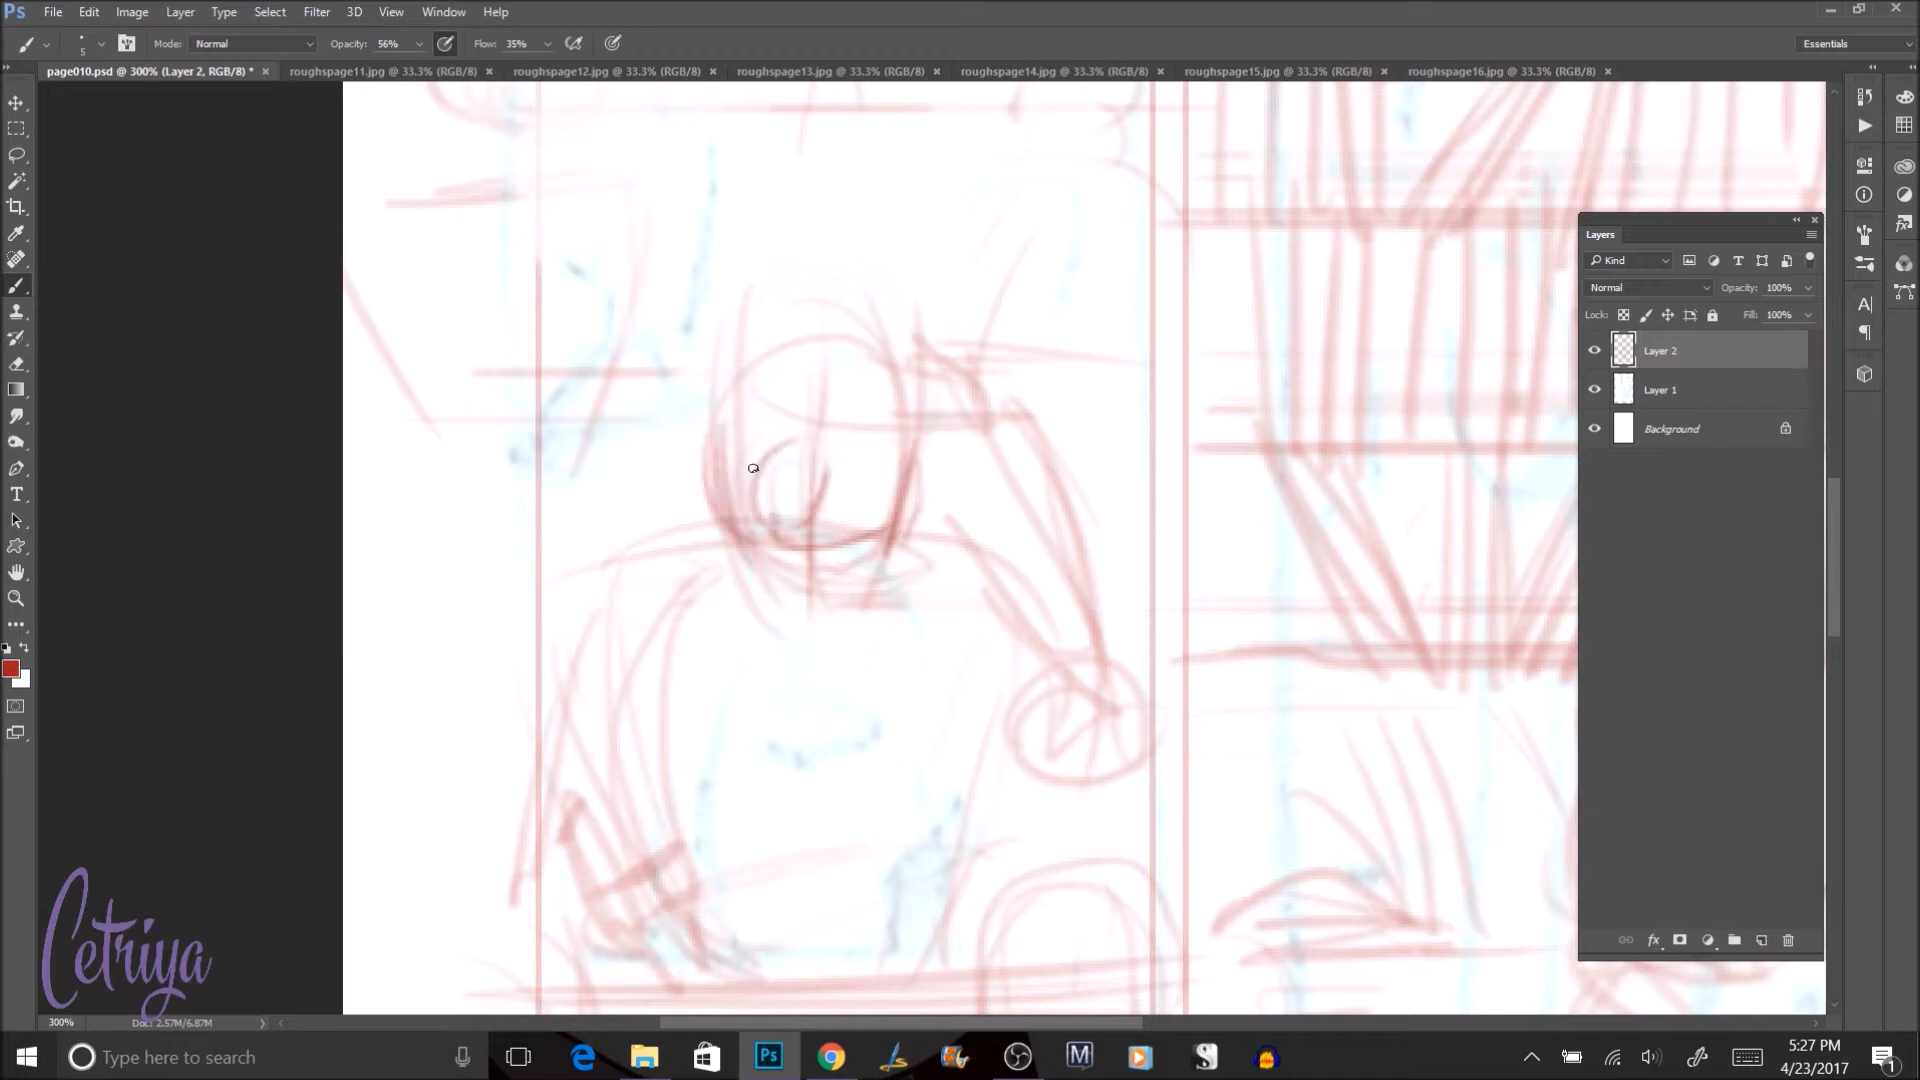 Ps File Edit Image Layer Type Select Filter 3D View Window Help
5 Mode: Normal Opacity: 56% Flow: 35% Essentials
page010.psd @ 300% (Layer 2, RGB/8) * × roughspage11.jpg @ 33.3% (RGB/8) × roughspage12.jpg @ 33.3% (RGB/8) × roughspage13.jpg @ 33.3% (RGB/8) × roughspage14.jpg @ 33.3% (RGB/8) × roughspage15.jpg @ 33.3% (RGB/8) × roughspage16.jpg @ 33.3% (RGB/8) ×
Layers
Kind
Normal Opacity: 100%
Lock: Fill: 100%
Layer 2
Layer 1
Background
fx
Cetriya
300% Doc: 2.57M/6.87M
Type here to search
Ps
5:27 PM
4/23/2017
1